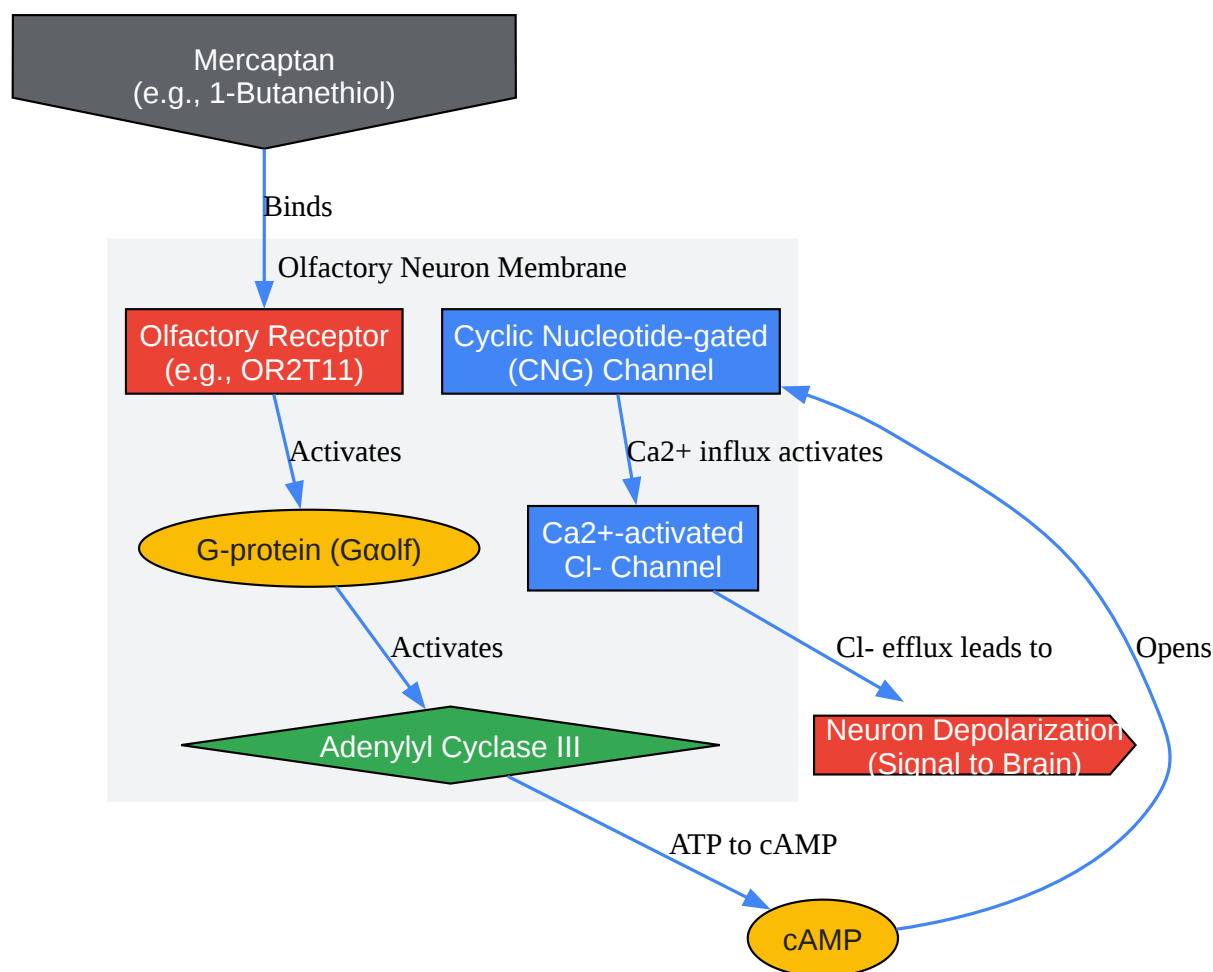 Mercaptan
(e.g., 1-Butanethiol)
Binds
Olfactory Neuron Membrane
Olfactory Receptor
(e.g., OR2T11)
Cyclic Nucleotide-gated
(CNG) Channel
Activates
Ca2+ influx activates
G-protein (Gαolf)
Ca2+-activated
Cl- Channel
Activates
Cl- efflux leads to
Opens
Adenylyl Cyclase III
Neuron Depolarization
(Signal to Brain)
ATP to cAMP
cAMP